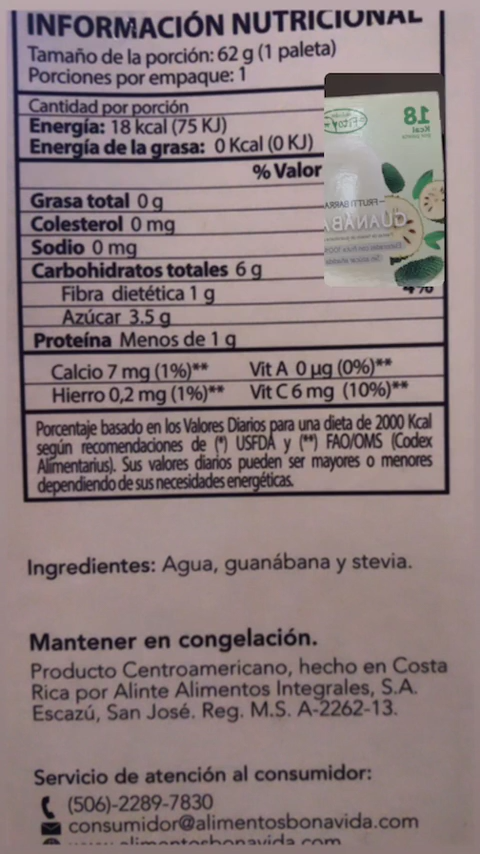 INFORMACIÓN NUTRICIONAL
Tamaño de la porción: 62 g (1 paleta)
Porciones por empaque: 1
Cantidad por porción
Energía: 18 kcal (75 KJ)
Energía de la grasa: 0 Kcal (0 KJ)
% Valor
Grasa total 0 g
Colesterol 0 mg
Sodio 0 mg
Carbohidratos totales 6 g
Fibra dietética 1 g
4%
Azúcar 3.5 g
Proteína Menos de 1 g
Calcio 7 mg (1%)** Vit A 0 µg (0%)**
Hierro 0,2 mg (1%)** Vit C 6 mg (10%)**
Porcentaje basado en los Valores Diarios para una dieta de 2000 Kcal
según recomendaciones de (*) USFDA y (**) FAO/OMS (Codex
Alimentarius). Sus valores diarios pueden ser mayores o menores
dependiendo de sus necesidades energéticas.
Ingredientes: Agua, guanábana y stevia.
Mantener en congelación.
Producto Centroamericano, hecho en Costa
Rica por Alinte Alimentos Integrales, S.A.
Escazú, San José. Reg. M.S. A-2262-13.
Servicio de atención al consumidor:
(506)-2289-7830
consumidor@alimentosbonavida.com
alimentosbonavida.com
18
Kcal
FRUTTI BARRA
GUANÁBA